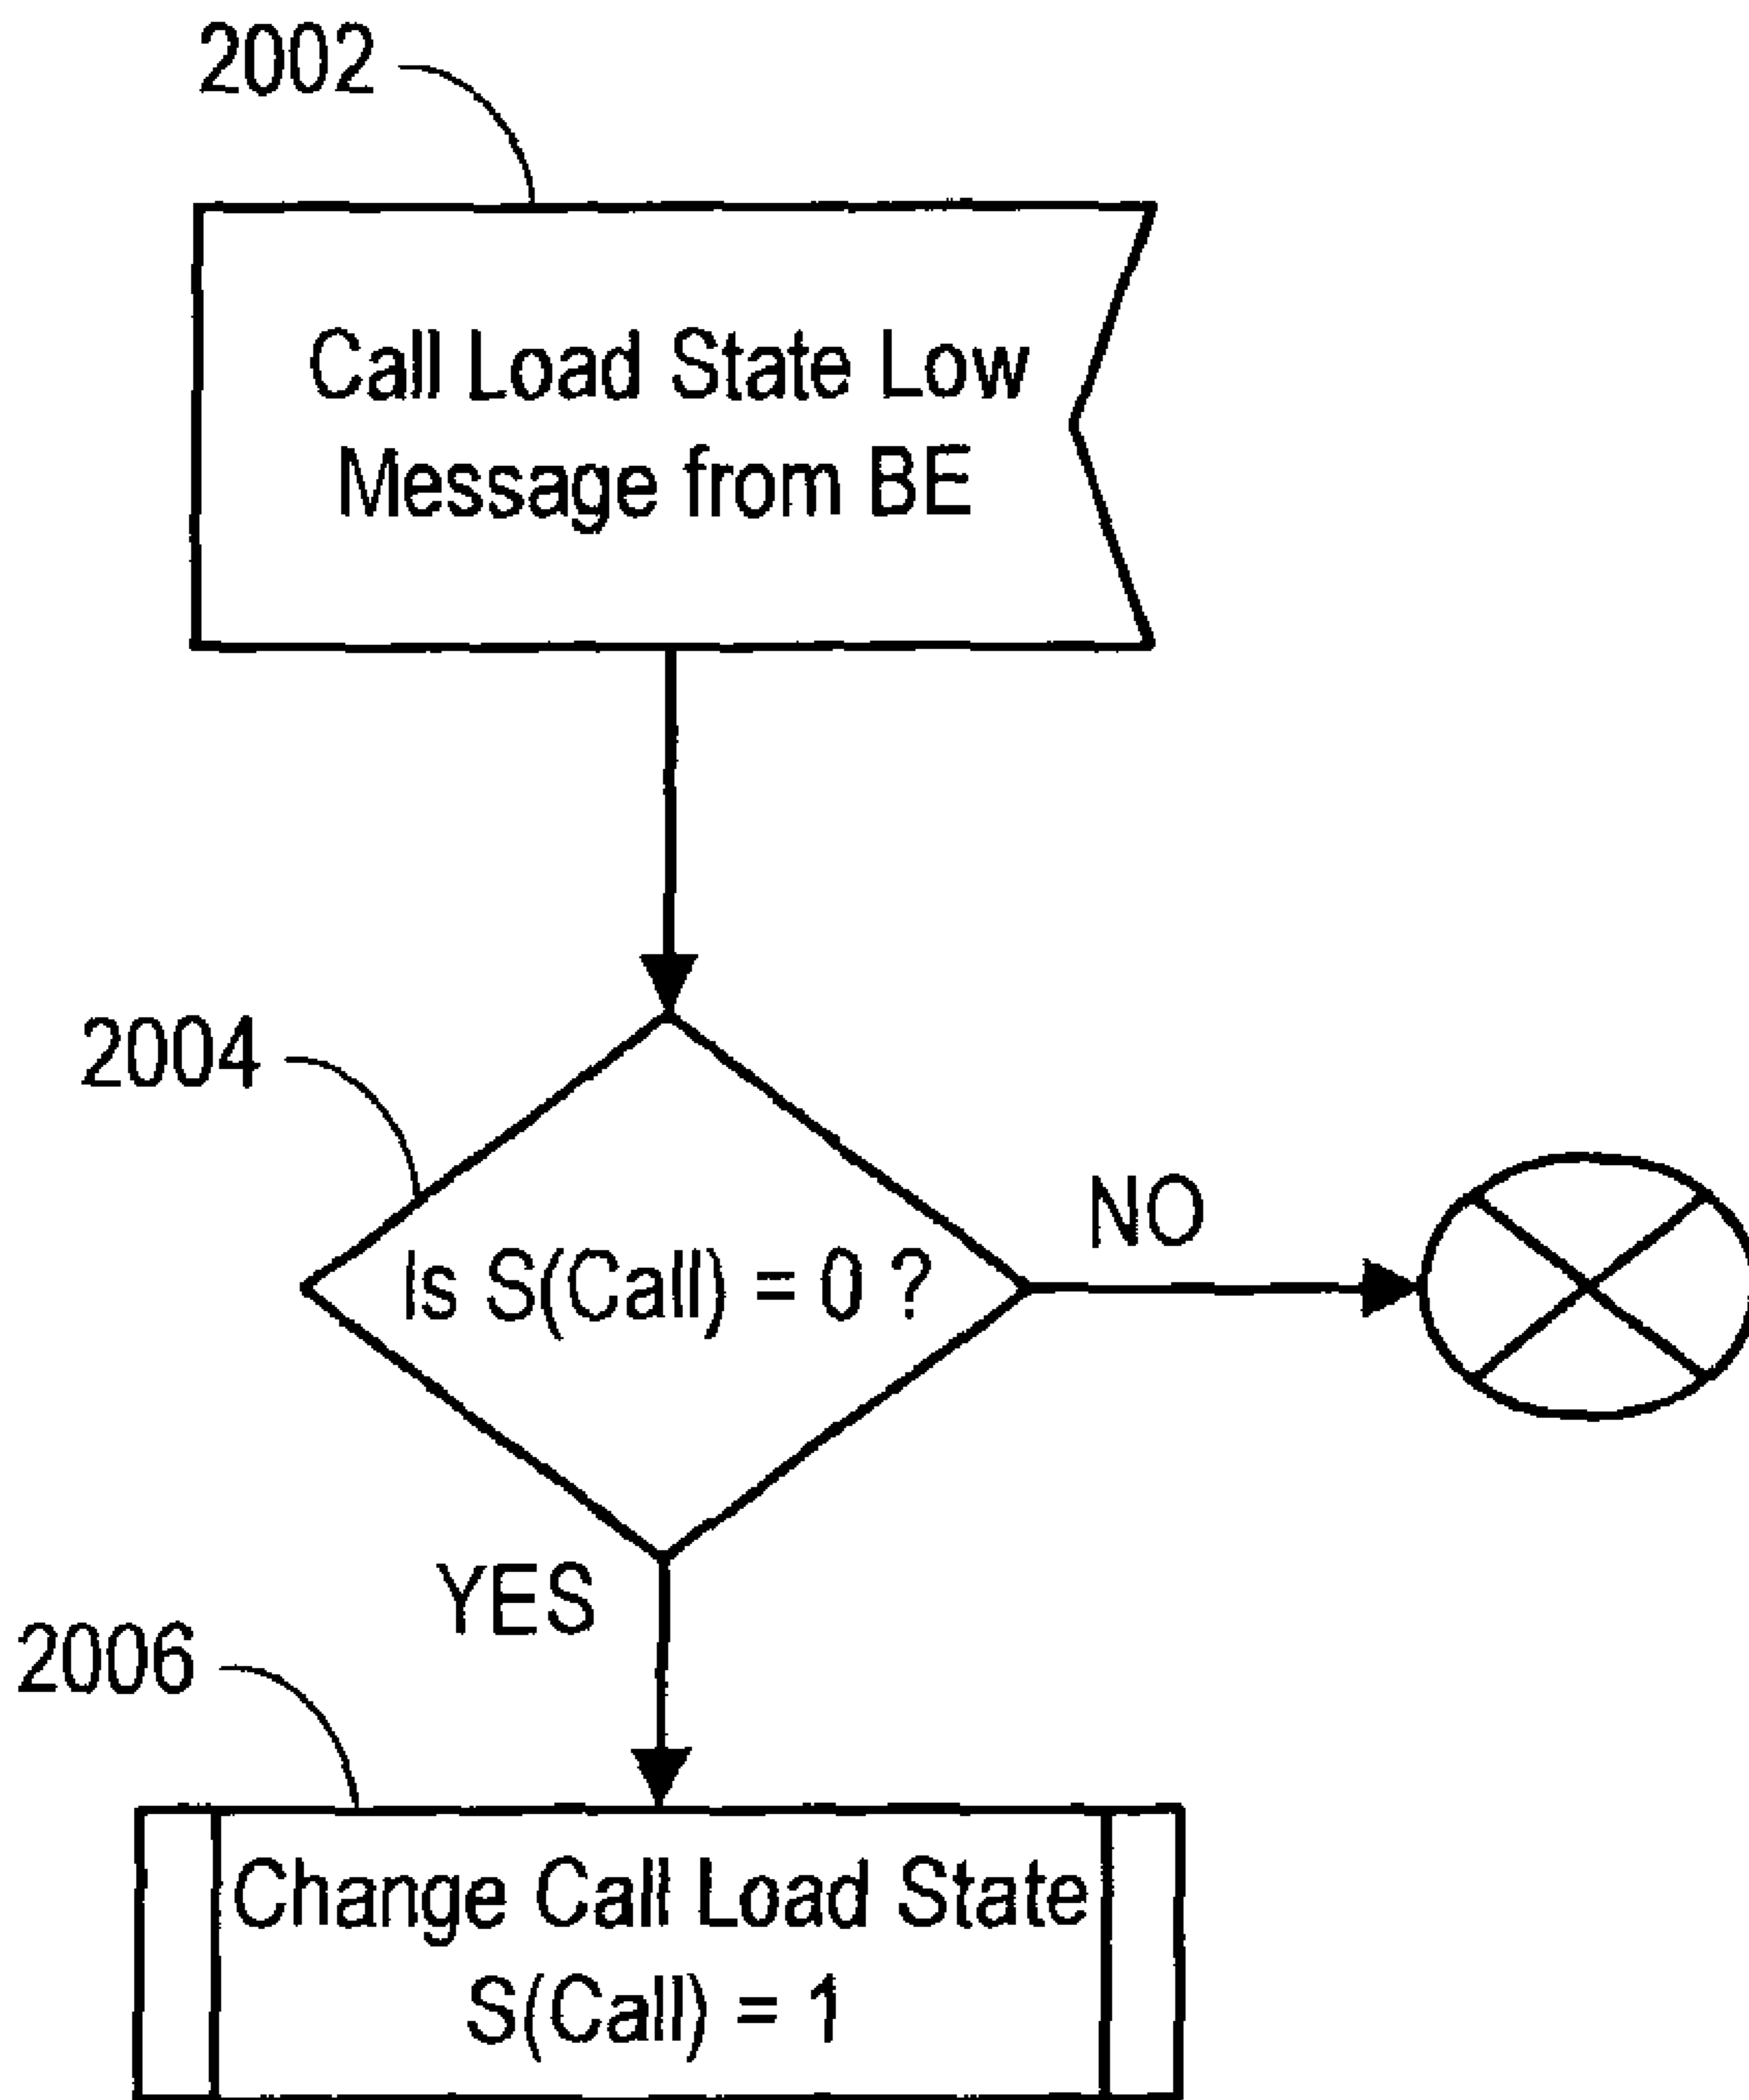 2002
Call Load State Low
Message from BE
2004
Is S(Call) = 0 ?
NO
YES
2006
Change Call Load State
S(Call) = 1